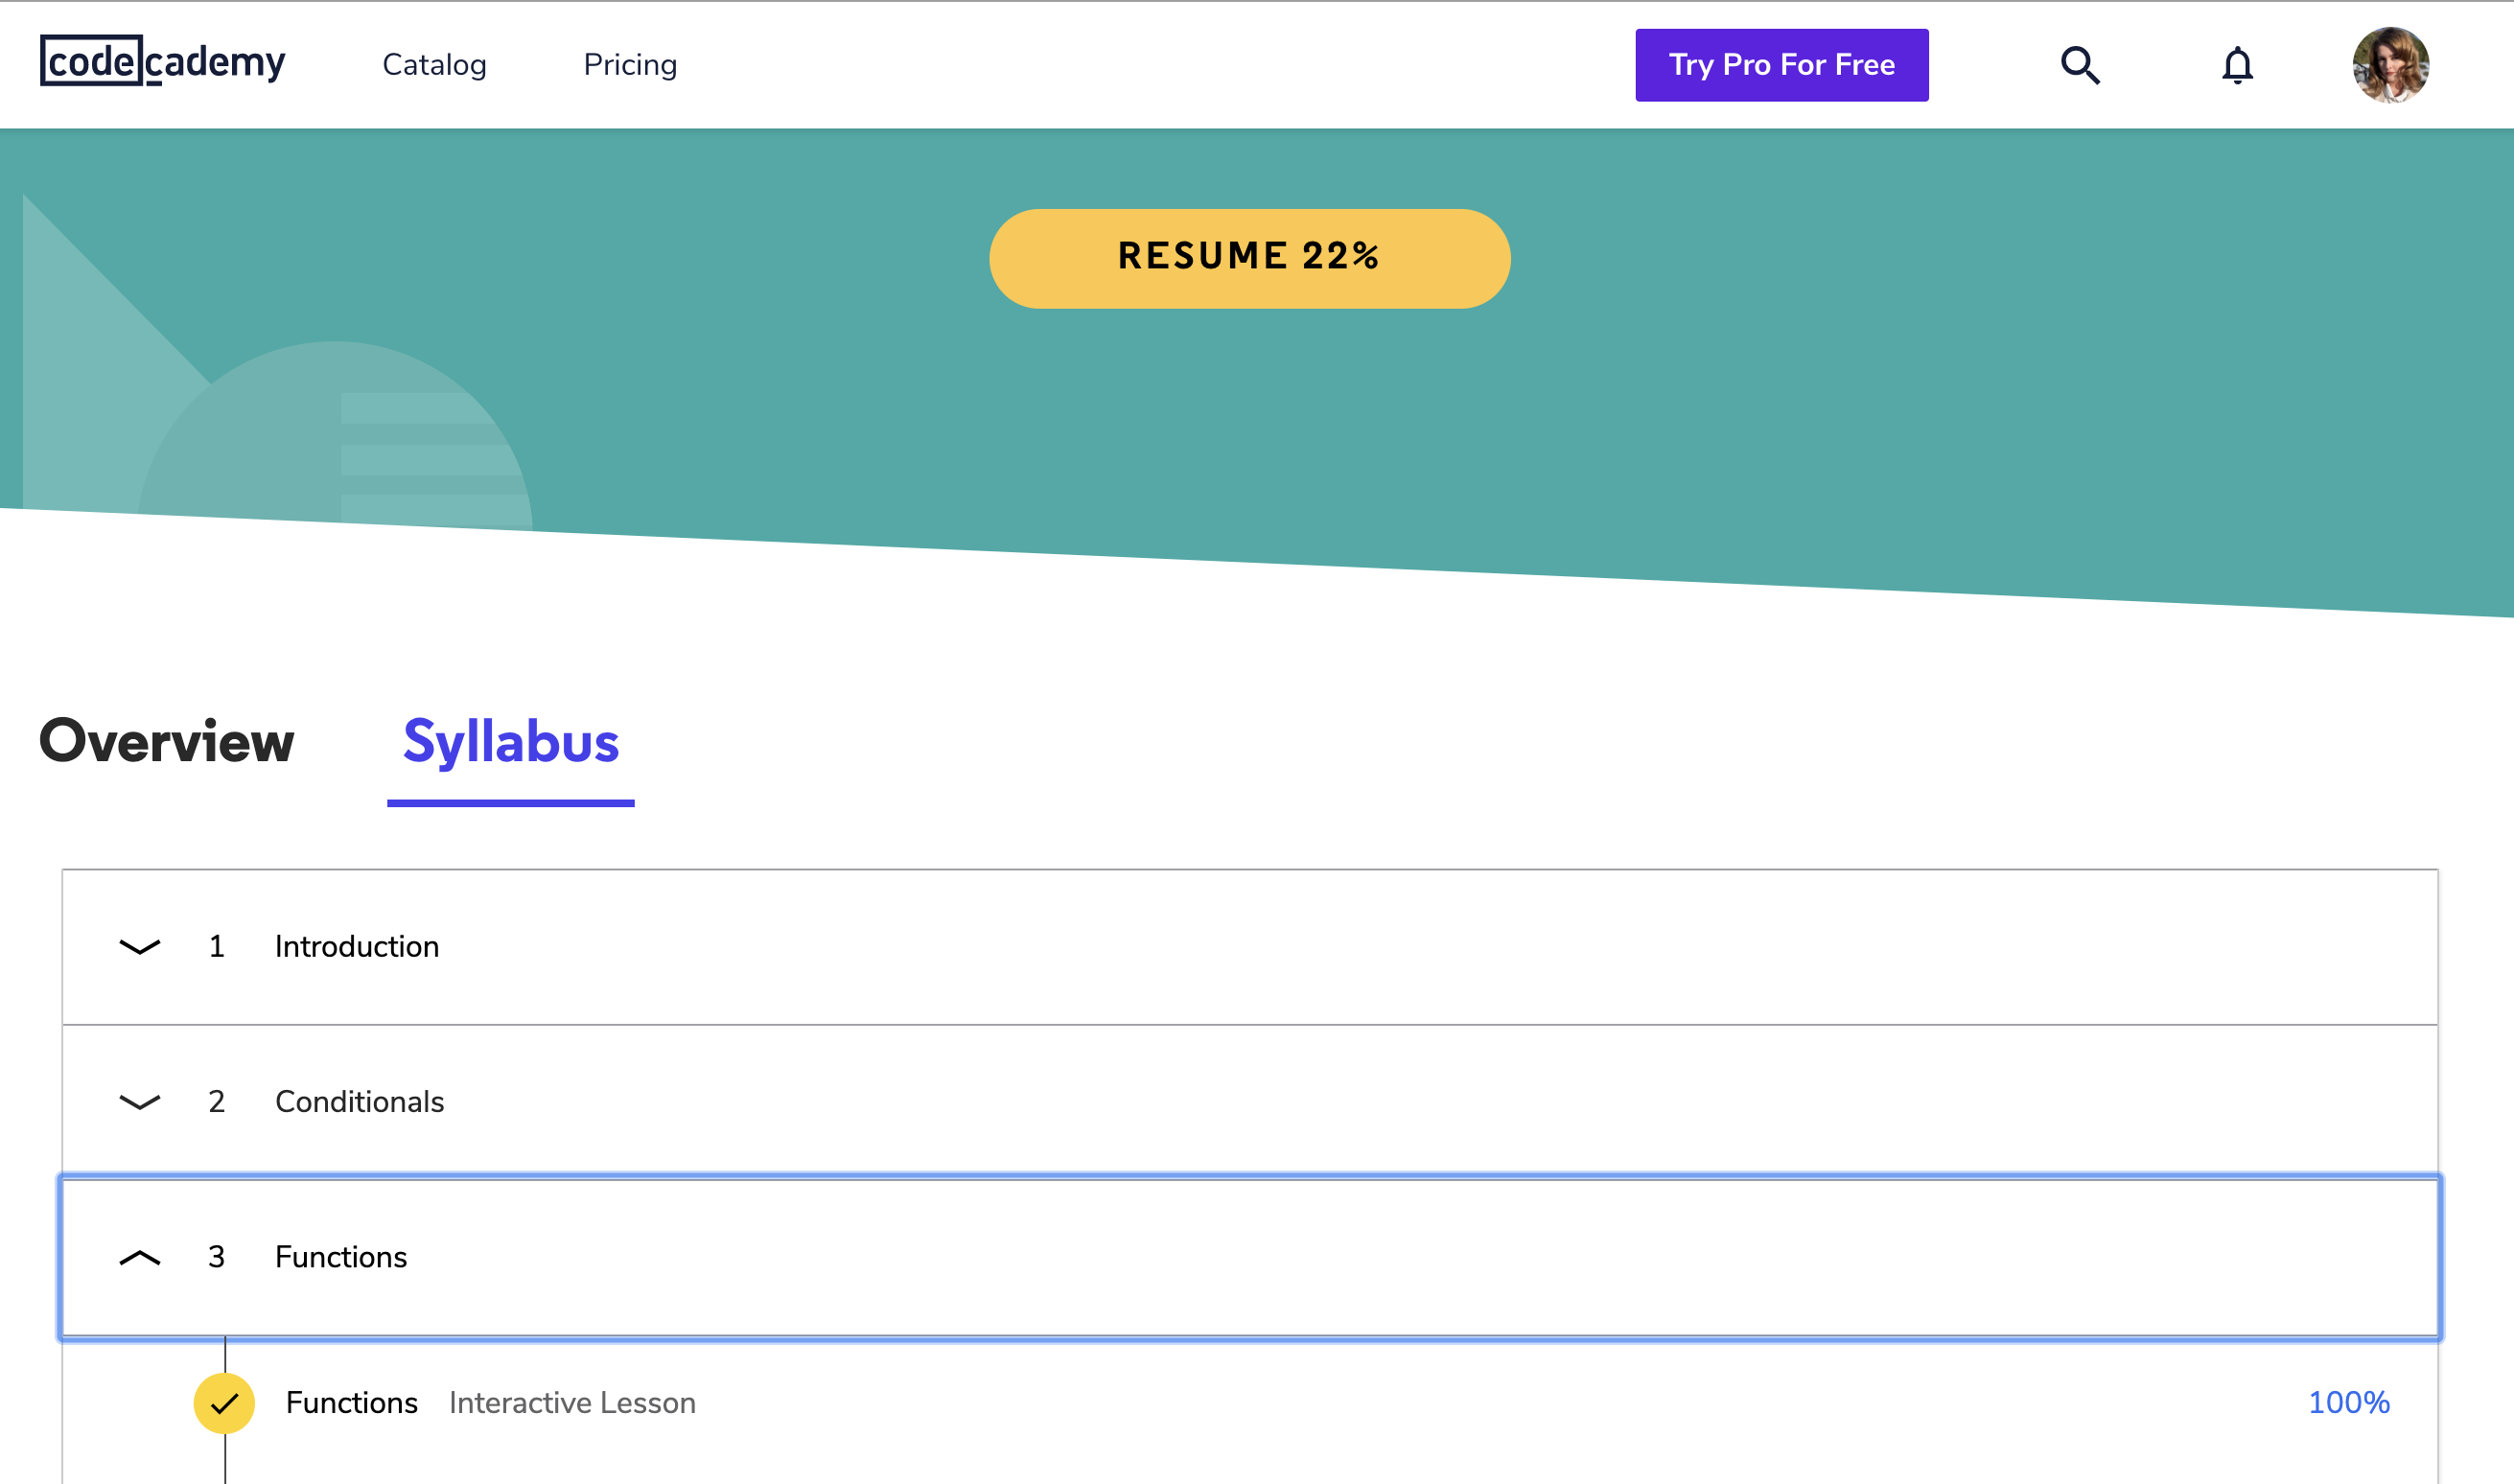 codecademy Catalog Pricing Try Pro For Free
RESUME 22%
Overview Syllabus
1 Introduction
2 Conditionals
3 Functions
Functions Interactive Lesson 100%